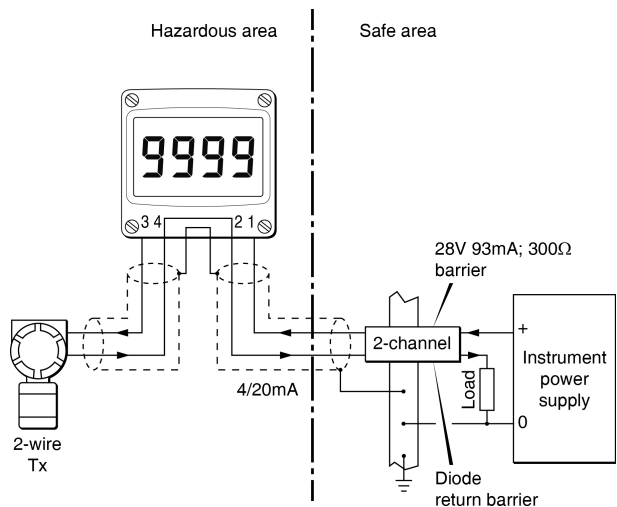 Hazardous area
Safe area
9999
3 4
2 1
28V 93mA; 300Ω
barrier
2-channel
+
Instrument
power
supply
Load
4/20mA
0
2-wire
Tx
Diode
return barrier